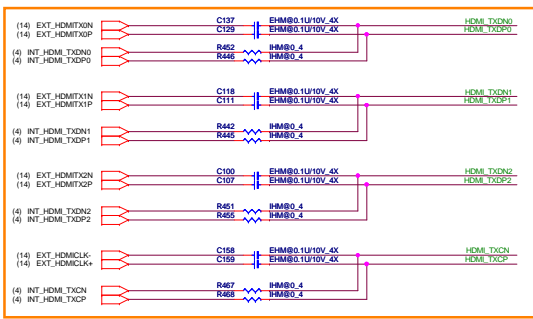 (14) EXT_HDMITX0N C137 EHM@0.1U/10V_4X HDMI_TXDN0
(14) EXT_HDMITX0P C129 EHM@0.1U/10V_4X HDMI_TXDP0
(4) INT_HDMI_TXDN0 R452 IHM@0_4
(4) INT_HDMI_TXDP0 R446 IHM@0_4
(14) EXT_HDMITX1N C118 EHM@0.1U/10V_4X HDMI_TXDN1
(14) EXT_HDMITX1P C111 EHM@0.1U/10V_4X HDMI_TXDP1
(4) INT_HDMI_TXDN1 R442 IHM@0_4
(4) INT_HDMI_TXDP1 R445 IHM@0_4
(14) EXT_HDMITX2N C100 EHM@0.1U/10V_4X HDMI_TXDN2
(14) EXT_HDMITX2P C107 EHM@0.1U/10V_4X HDMI_TXDP2
(4) INT_HDMI_TXDN2 R451 IHM@0_4
(4) INT_HDMI_TXDP2 R455 IHM@0_4
(14) EXT_HDMICLK- C158 EHM@0.1U/10V_4X HDMI_TXCN
(14) EXT_HDMICLK+ C159 EHM@0.1U/10V_4X HDMI_TXCP
(4) INT_HDMI_TXCN R467 IHM@0_4
(4) INT_HDMI_TXCP R468 IHM@0_4